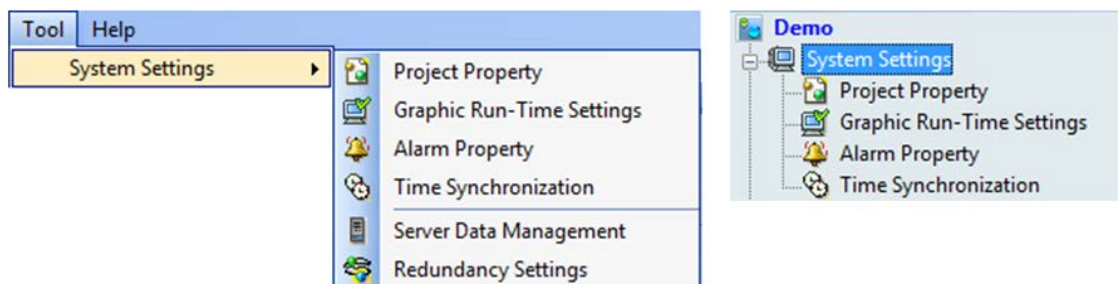 Tool Help
System Settings
Project Property
Graphic Run-Time Settings
Alarm Property
Time Synchronization
Server Data Management
Redundancy Settings
Demo
System Settings
Project Property
Graphic Run-Time Settings
Alarm Property
Time Synchronization